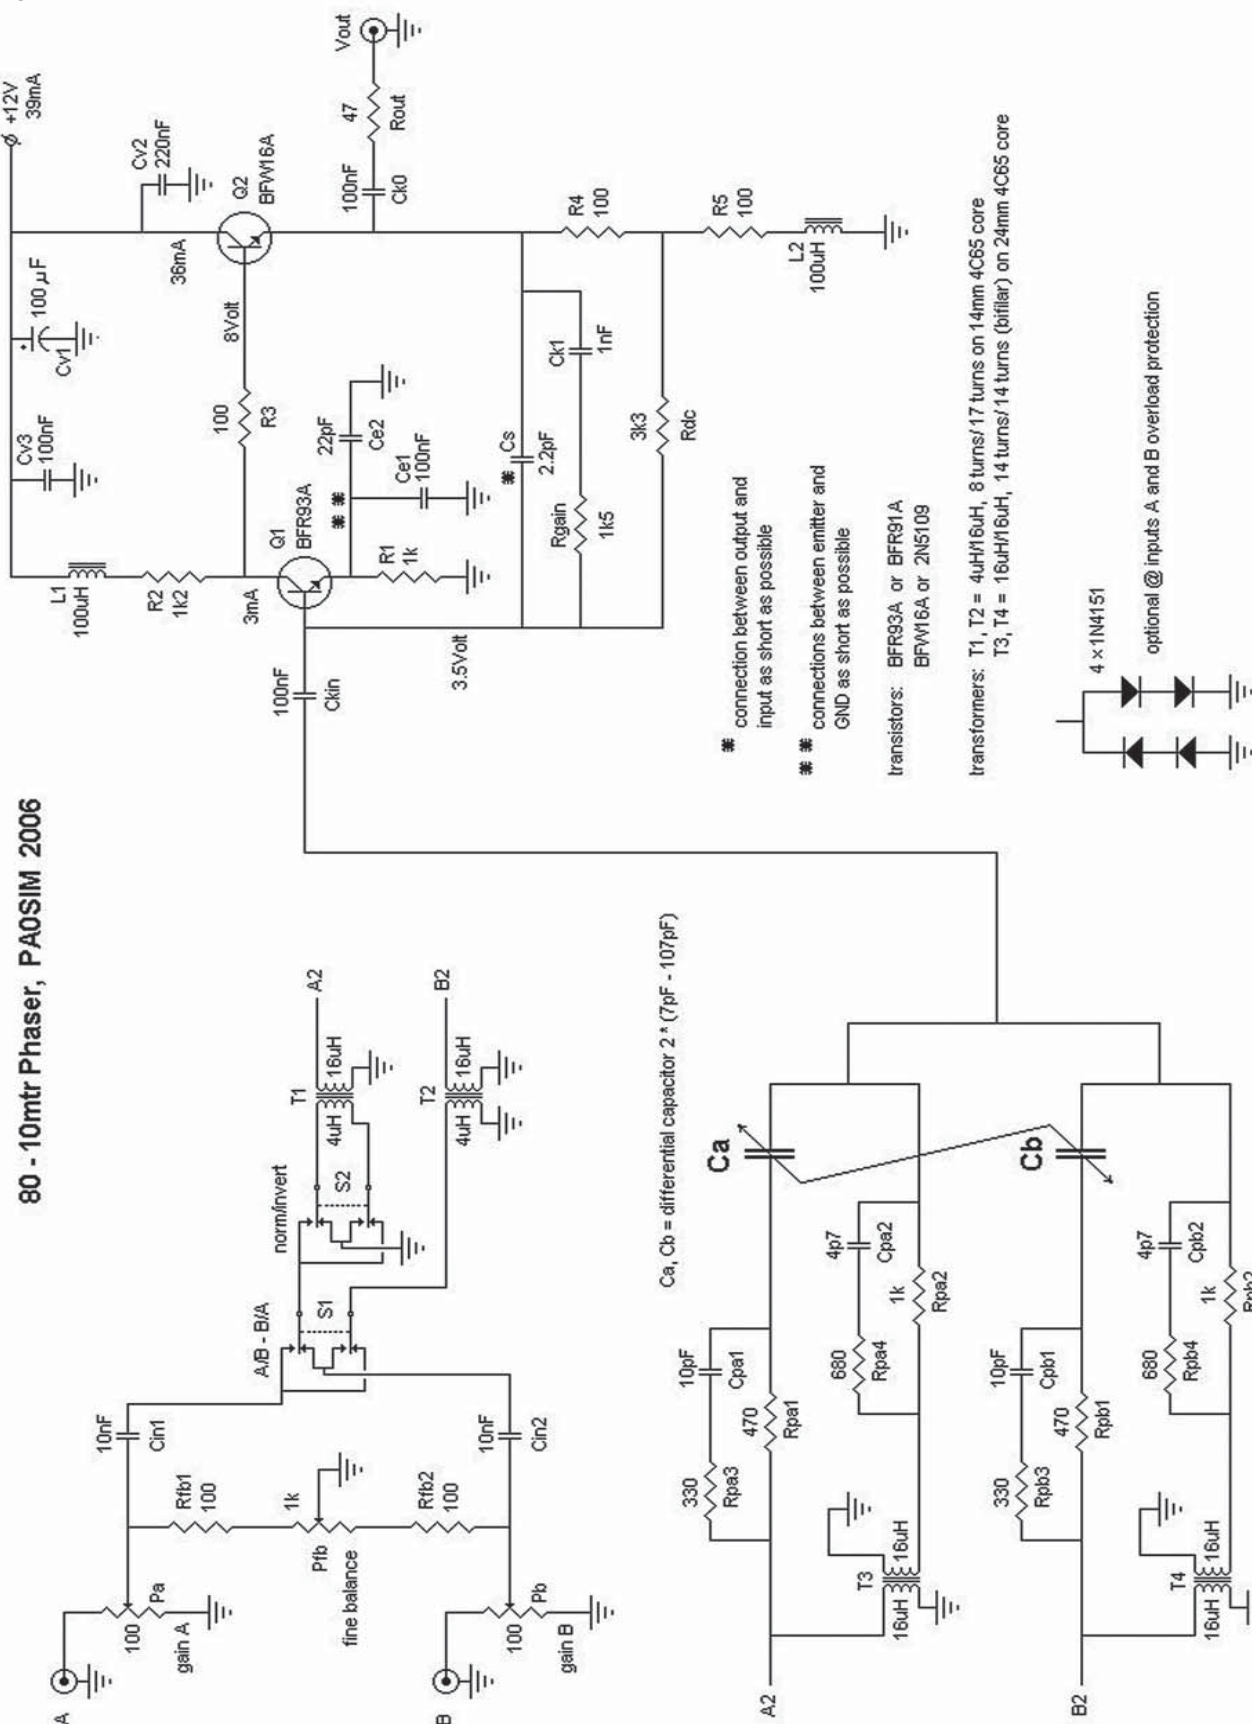 80 - 10mtr Phaser, PA0SIM 2006
A
100
Pa
gain A
10nF
Cin1
Rfb1
100
1k
Pfb
fine balance
Rfb2
100
10nF
Cin2
B
100
Pb
gain B
A/B - B/A
S1
norm/invert
S2
T1
4uH
16uH
A2
T2
4uH
16uH
B2
+12V
39mA
L1
100uH
R2
1k2
Cv3
100nF
100µF
Cv1
Cv2
220nF
3mA
Q1
BFR93A
100
R3
8Volt
36mA
Q2
BFW16A
100nF
Ckin
3.5Volt
R1
1k
22pF
Ce2
Ce1
100nF
100nF
Ck0
47
Rout
Vout
Cs
2.2pF
Rgain
1k5
Ck1
1nF
3k3
Rdc
R4
100
R5
100
L2
100uH
Ca, Cb = differential capacitor 2 * (7pF - 107pF)
A2
330
Rpa3
10pF
Cpa1
470
Rpa1
Ca
T3
16uH
16uH
680
Rpa4
4p7
Cpa2
1k
Rpa2
B2
330
Rpb3
10pF
Cpb1
470
Rpb1
Cb
T4
16uH
16uH
680
Rpb4
4p7
Cpb2
1k
Rpb2
connection between output and
input as short as possible
connections between emitter and
GND as short as possible
transistors: BFR93A or BFR91A
BFW16A or 2N5109
transformers: T1, T2 = 4uH/16uH, 8 turns/17 turns on 14mm 4C65 core
T3, T4 = 16uH/16uH, 14 turns/14 turns (bifilar) on 24mm 4C65 core
4 ×1N4151
optional @ inputs A and B overload protection